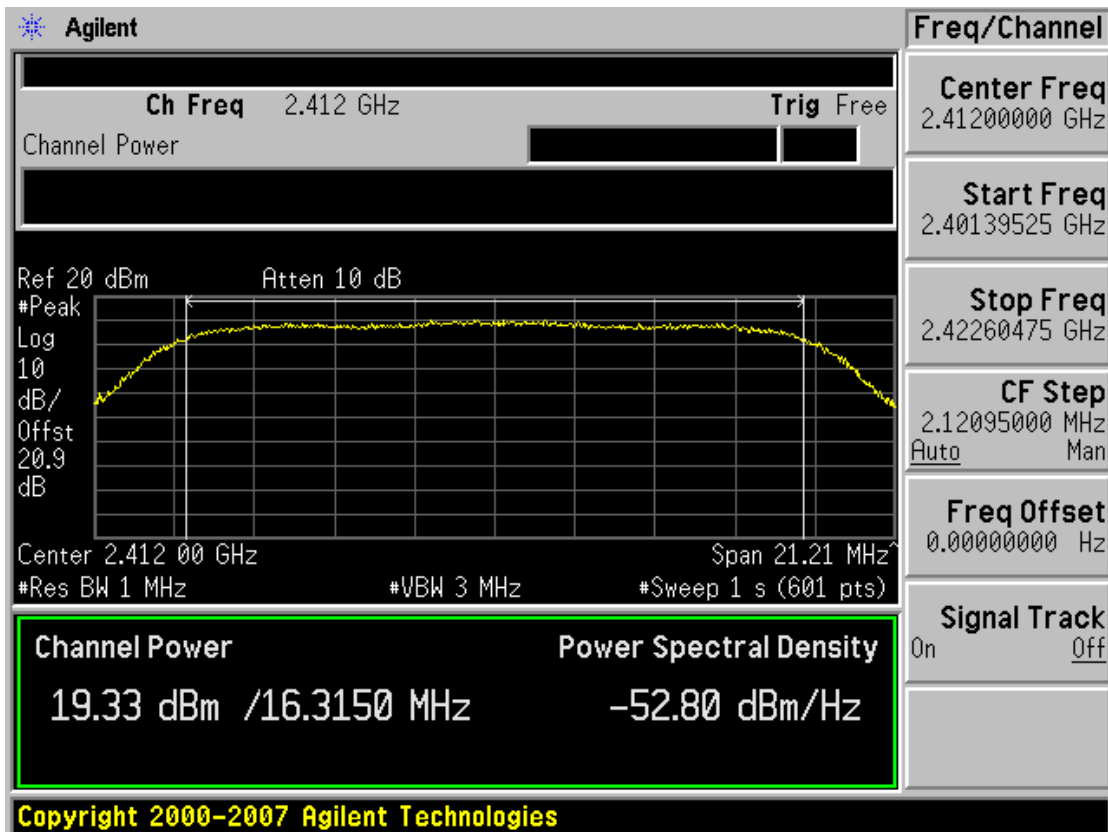 Agilent
Freq/Channel
Ch Freq 2.412 GHz Trig Free
Channel Power
Center Freq
2.41200000 GHz
Start Freq
2.40139525 GHz
Stop Freq
2.42260475 GHz
CF Step
2.12095000 MHz
Auto Man
Freq Offset
0.00000000 Hz
Signal Track
On Off
Ref 20 dBm Atten 10 dB
#Peak
Log
10
dB/
Offst
20.9
dB
Center 2.412 00 GHz Span 21.21 MHz^
#Res BW 1 MHz #VBW 3 MHz #Sweep 1 s (601 pts)
Channel Power Power Spectral Density
19.33 dBm /16.3150 MHz -52.80 dBm/Hz
Copyright 2000-2007 Agilent Technologies